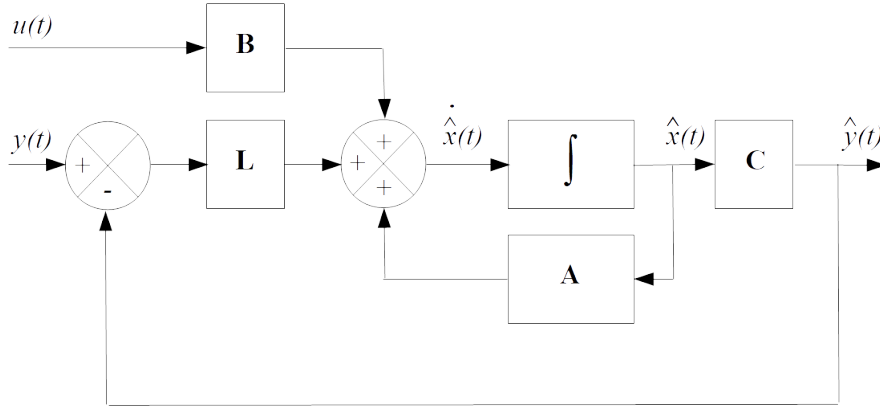 u(t)
B
y(t)
+
-
L
+
+
+
x̂̇(t)
∫
x̂(t)
C
ŷ(t)
A